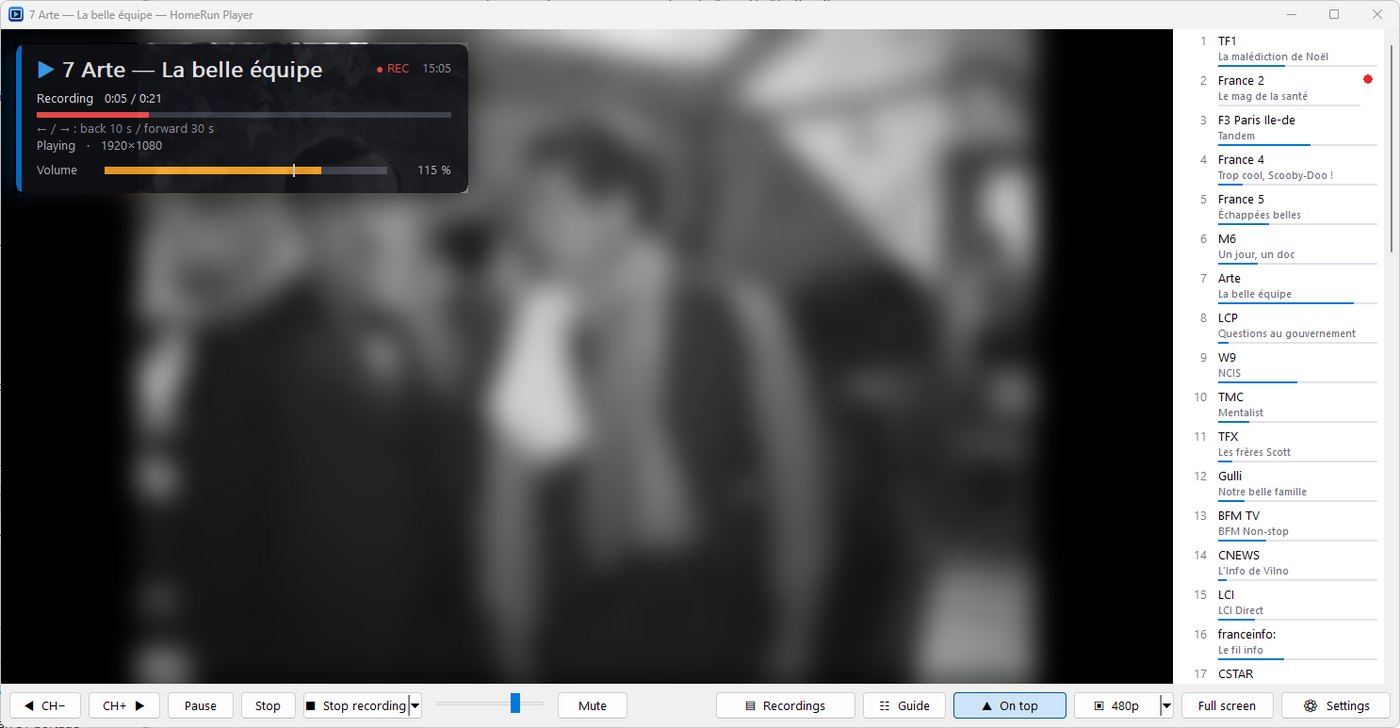 7 Arte — La belle équipe — HomeRun Player
7 Arte — La belle équipe
● REC 15:05
Recording 0:05 / 0:21
← / → : back 10 s / forward 30 s
Playing · 1920×1080
Volume 115 %
1 TF1
La malédiction de Noël
2 France 2
Le mag de la santé
3 F3 Paris Ile-de
Tandem
4 France 4
Trop cool, Scooby-Doo !
5 France 5
Échappées belles
6 M6
Un jour, un doc
7 Arte
La belle équipe
8 LCP
Questions au gouvernement
9 W9
NCIS
10 TMC
Mentalist
11 TFX
Les frères Scott
12 Gulli
Notre belle famille
13 BFM TV
BFM Non-stop
14 CNEWS
L'Info de Vilno
15 LCI
LCI Direct
16 franceinfo:
Le fil info
17 CSTAR
◀ CH− CH+ ▶ Pause Stop ■ Stop recording Mute Recordings Guide ▲ On top 480p Full screen Settings